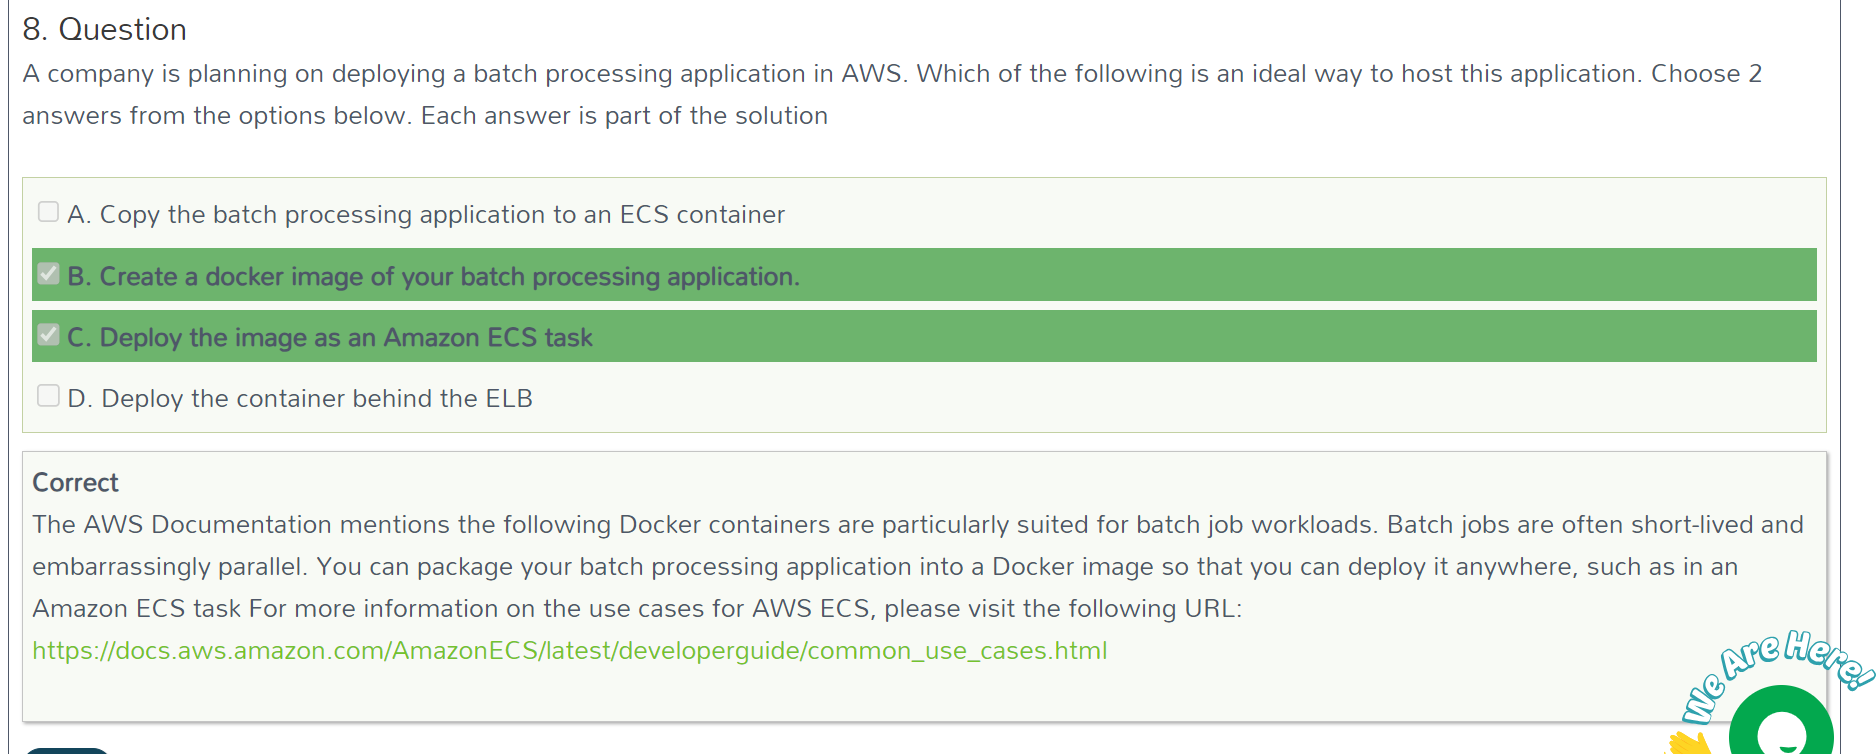 8. Question
A company is planning on deploying a batch processing application in AWS. Which of the following is an ideal way to host this application. Choose 2
answers from the options below. Each answer is part of the solution
A. Copy the batch processing application to an ECS container
B. Create a docker image of your batch processing application.
C. Deploy the image as an Amazon ECS task
D. Deploy the container behind the ELB
Correct
The AWS Documentation mentions the following Docker containers are particularly suited for batch job workloads. Batch jobs are often short-lived and
embarrassingly parallel. You can package your batch processing application into a Docker image so that you can deploy it anywhere, such as in an
Amazon ECS task For more information on the use cases for AWS ECS, please visit the following URL:
https://docs.aws.amazon.com/AmazonECS/latest/developerguide/common_use_cases.html
We Are Here!